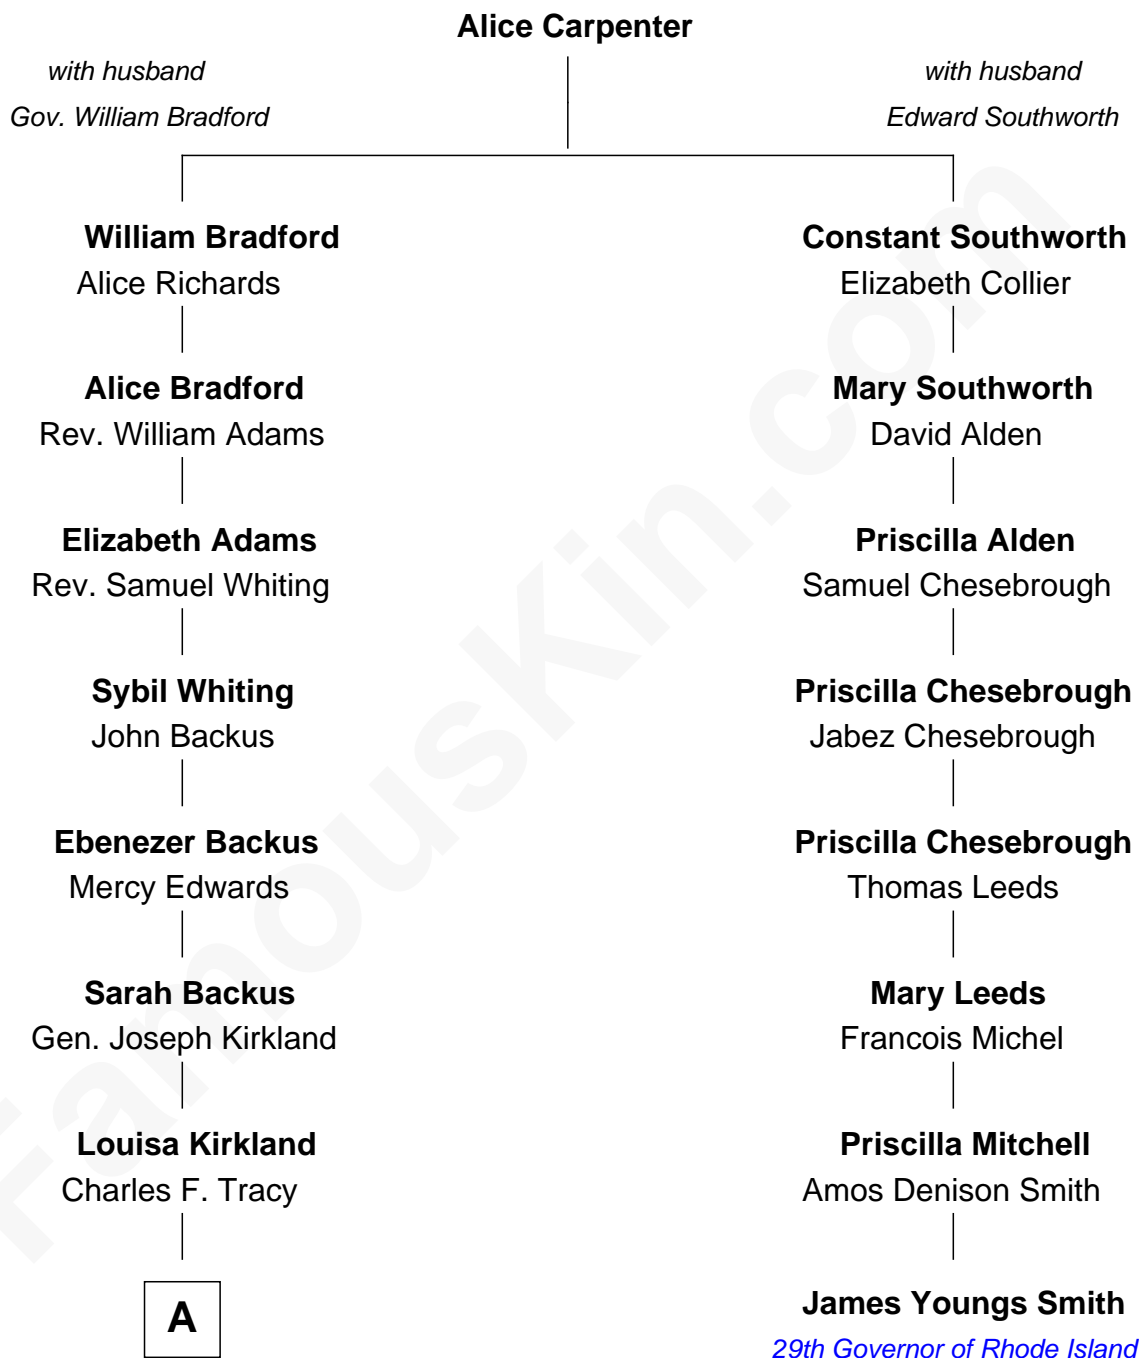 Alice Carpenter
with husband
Gov. William Bradford
with husband
Edward Southworth
William Bradford
Alice Richards
Constant Southworth
Elizabeth Collier
Alice Bradford
Rev. William Adams
Mary Southworth
David Alden
Elizabeth Adams
Rev. Samuel Whiting
Priscilla Alden
Samuel Chesebrough
Sybil Whiting
John Backus
Priscilla Chesebrough
Jabez Chesebrough
Ebenezer Backus
Mercy Edwards
Priscilla Chesebrough
Thomas Leeds
Sarah Backus
Gen. Joseph Kirkland
Mary Leeds
Francois Michel
Louisa Kirkland
Charles F. Tracy
Priscilla Mitchell
Amos Denison Smith
A
James Youngs Smith
29th Governor of Rhode Island
FamousKin.com